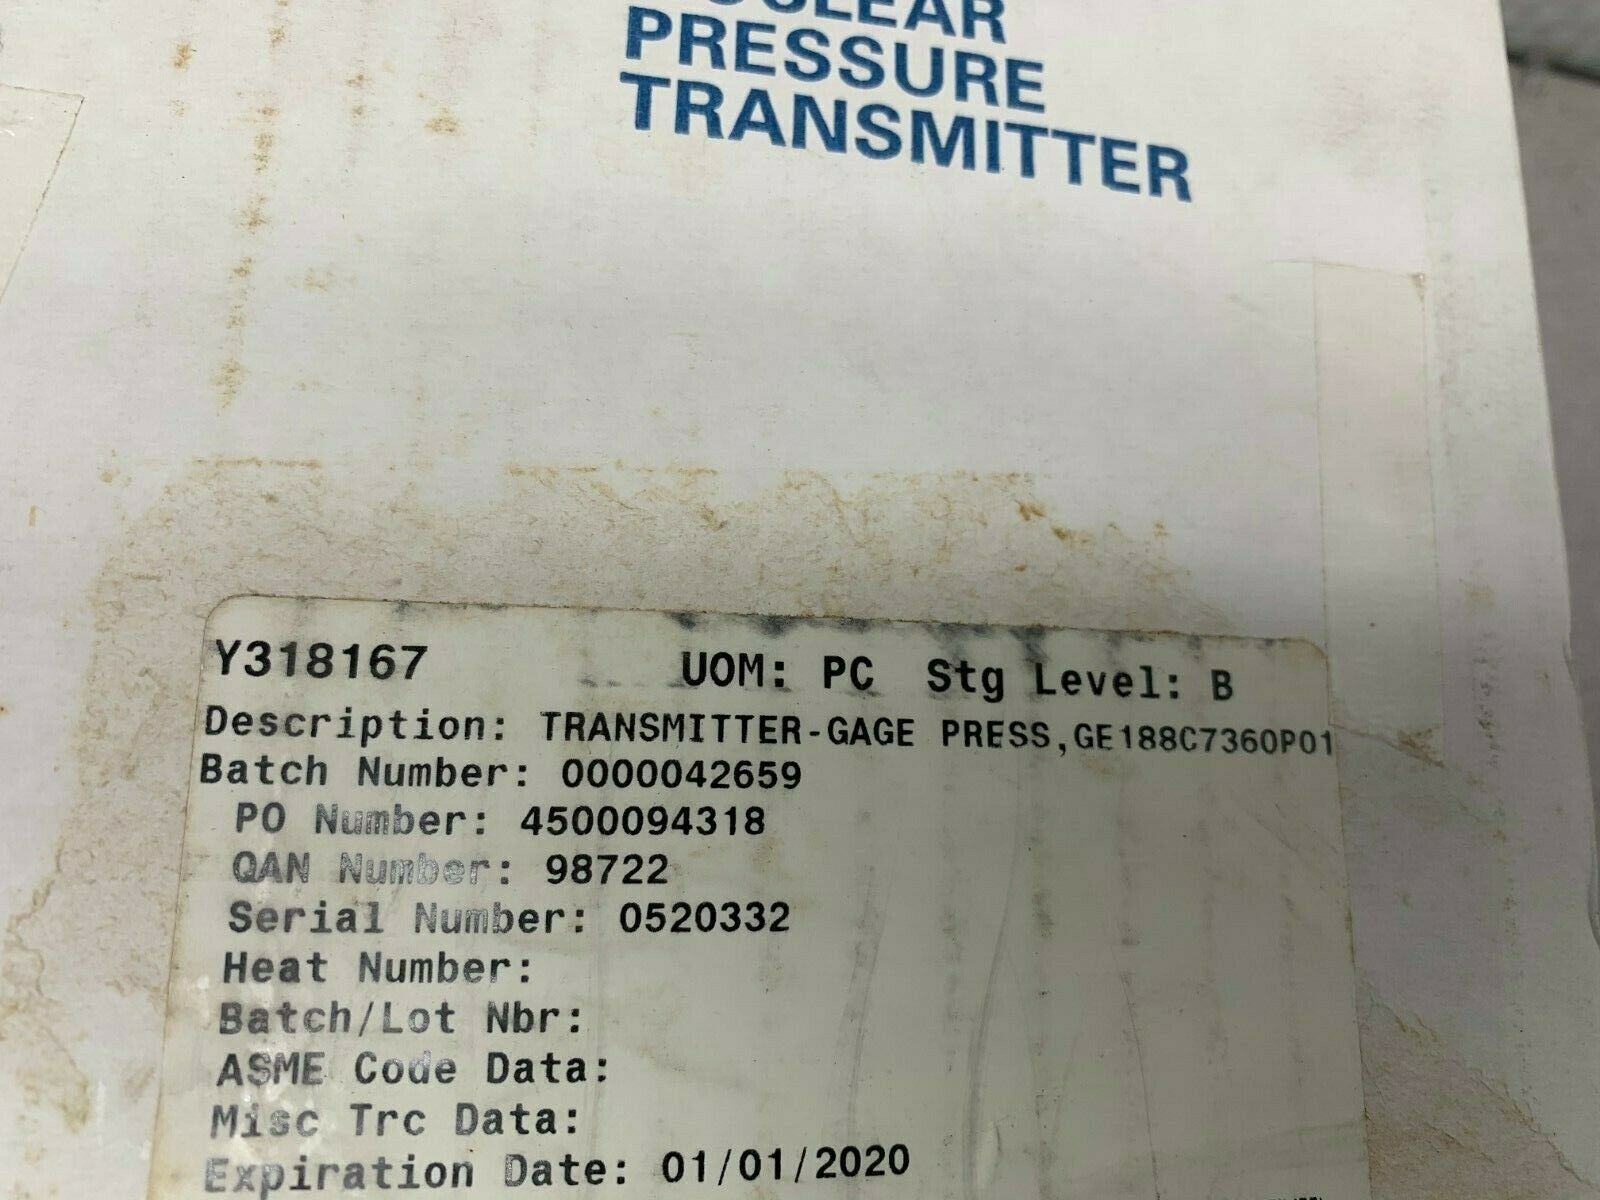 PRESSURE
TRANSMITTER
Y318167 UOM: PC Stg Level: B
Description: TRANSMITTER-GAGE PRESS,GE188C7360P01
Batch Number: 0000042659
PO Number: 4500094318
QAN Number: 98722
Serial Number: 0520332
Heat Number:
Batch/Lot Nbr:
ASME Code Data:
Misc Trc Data:
Expiration Date: 01/01/2020